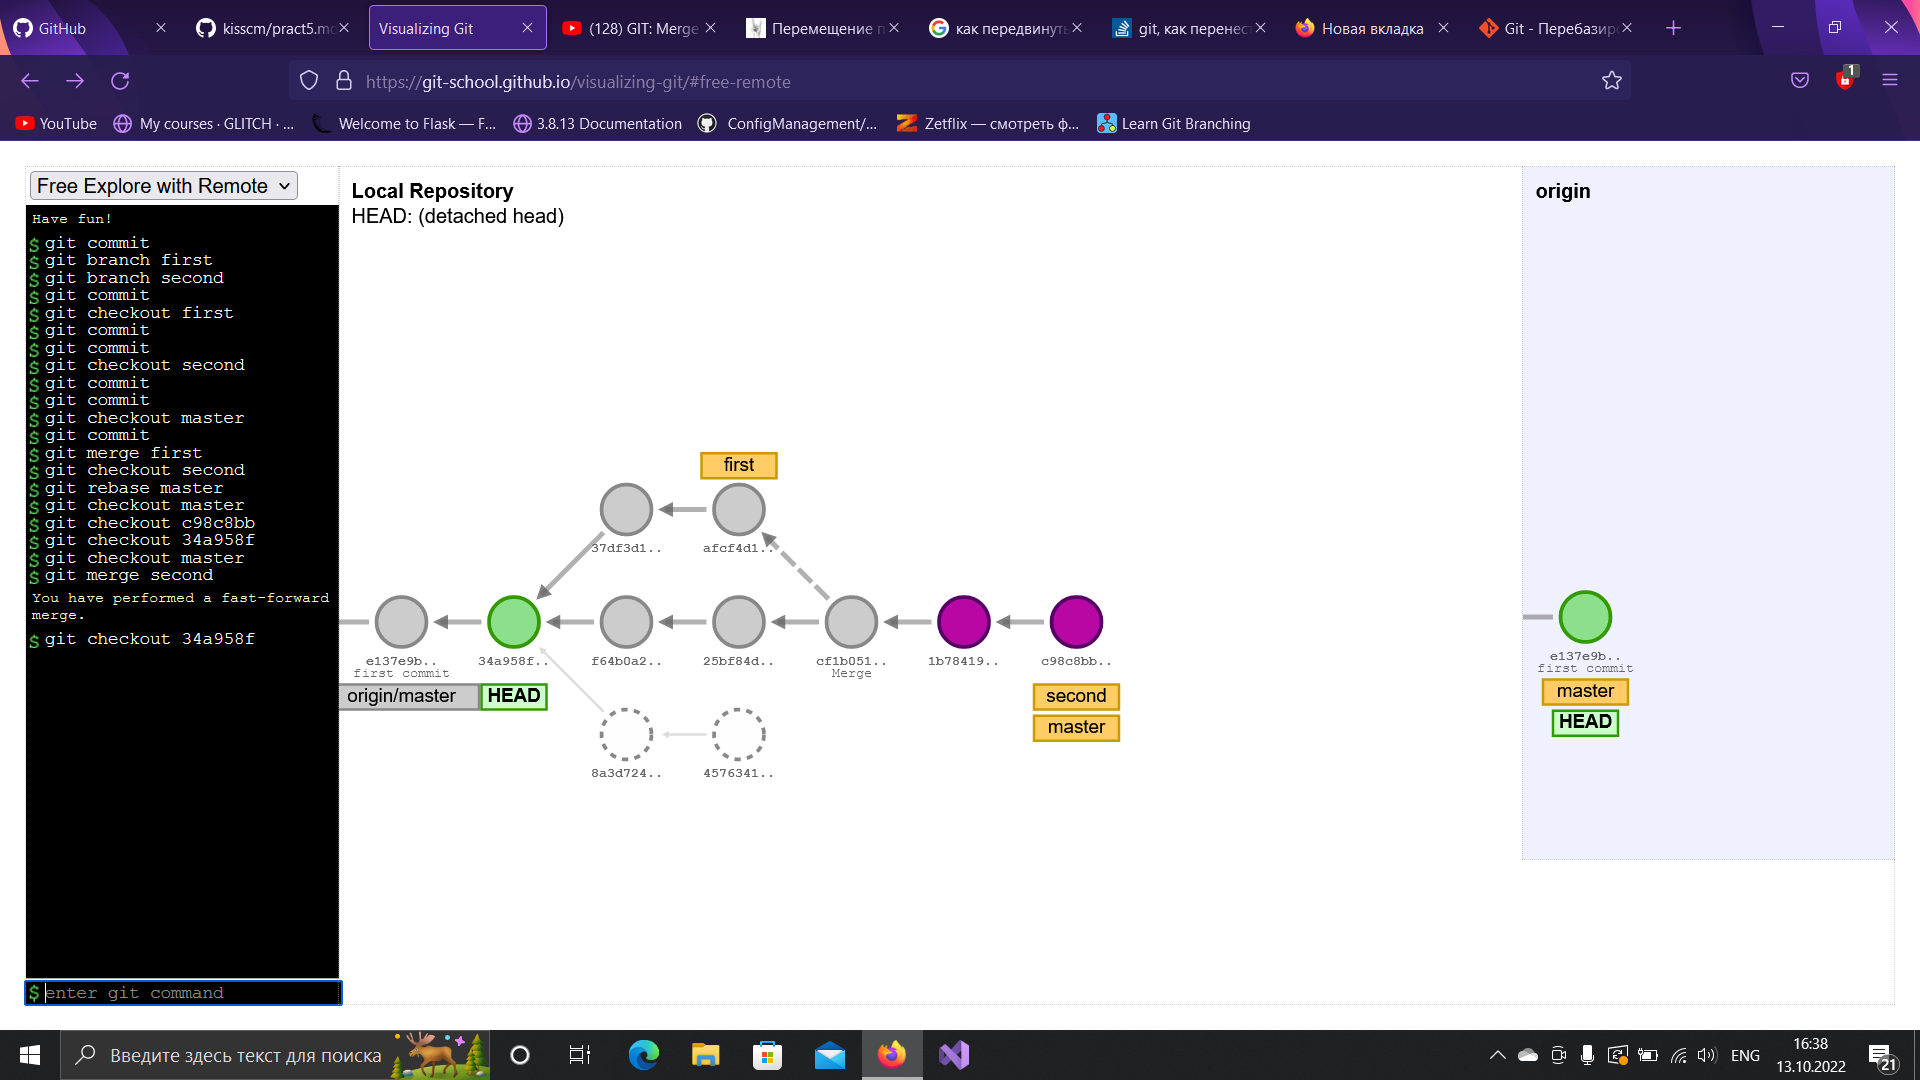 GitHub
kisscm/pract5.mc
Visualizing Git
(128) GIT: Merge
Перемещение п
как передвинуть
git, как перенест
Новая вкладка
Git - Перебазир
https://git-school.github.io/visualizing-git/#free-remote
1
YouTube
My courses · GLITCH · ...
Welcome to Flask — F...
3.8.13 Documentation
ConfigManagement/...
Zetflix — смотреть ф...
Learn Git Branching
Free Explore with Remote
Have fun!
$ git commit
$ git branch first
$ git branch second
$ git commit
$ git checkout first
$ git commit
$ git commit
$ git checkout second
$ git commit
$ git commit
$ git checkout master
$ git commit
$ git merge first
$ git checkout second
$ git rebase master
$ git checkout master
$ git checkout c98c8bb
$ git checkout 34a958f
$ git checkout master
$ git merge second
You have performed a fast-forward
merge.
$ git checkout 34a958f
$ enter git command
Local Repository
HEAD: (detached head)
first
37df3d1..
afcf4d1..
e137e9b..
first commit
34a958f..
f64b0a2..
25bf84d..
cf1b051..
Merge
1b78419..
c98c8bb..
origin/master
HEAD
second
master
8a3d724..
4576341..
origin
e137e9b..
first commit
master
HEAD
Введите здесь текст для поиска
ENG
16:38
13.10.2022
21